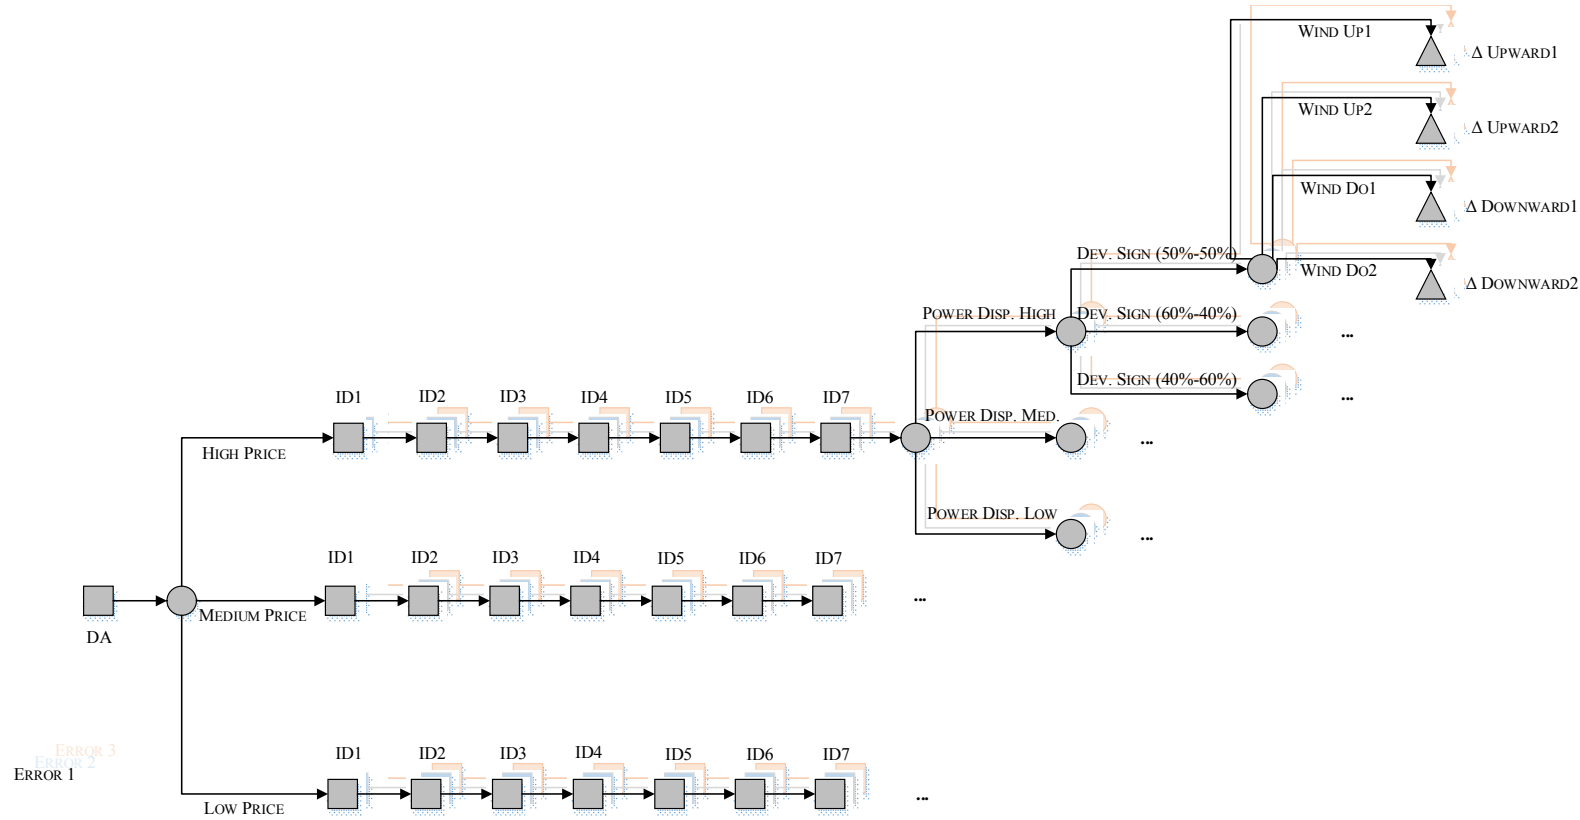 WIND UP1
Δ UPWARD1
WIND UP2
Δ UPWARD2
WIND DO1
Δ DOWNWARD1
DEV. SIGN (50%-50%)
WIND DO2
Δ DOWNWARD2
POWER DISP. HIGH
DEV. SIGN (60%-40%)
...
DEV. SIGN (40%-60%)
...
ID1 ID2 ID3 ID4 ID5 ID6 ID7
POWER DISP. MED.
...
HIGH PRICE
POWER DISP. LOW
...
ID1 ID2 ID3 ID4 ID5 ID6 ID7
...
MEDIUM PRICE
DA
ID1 ID2 ID3 ID4 ID5 ID6 ID7
ERROR 3
ERROR 2
ERROR 1
...
LOW PRICE